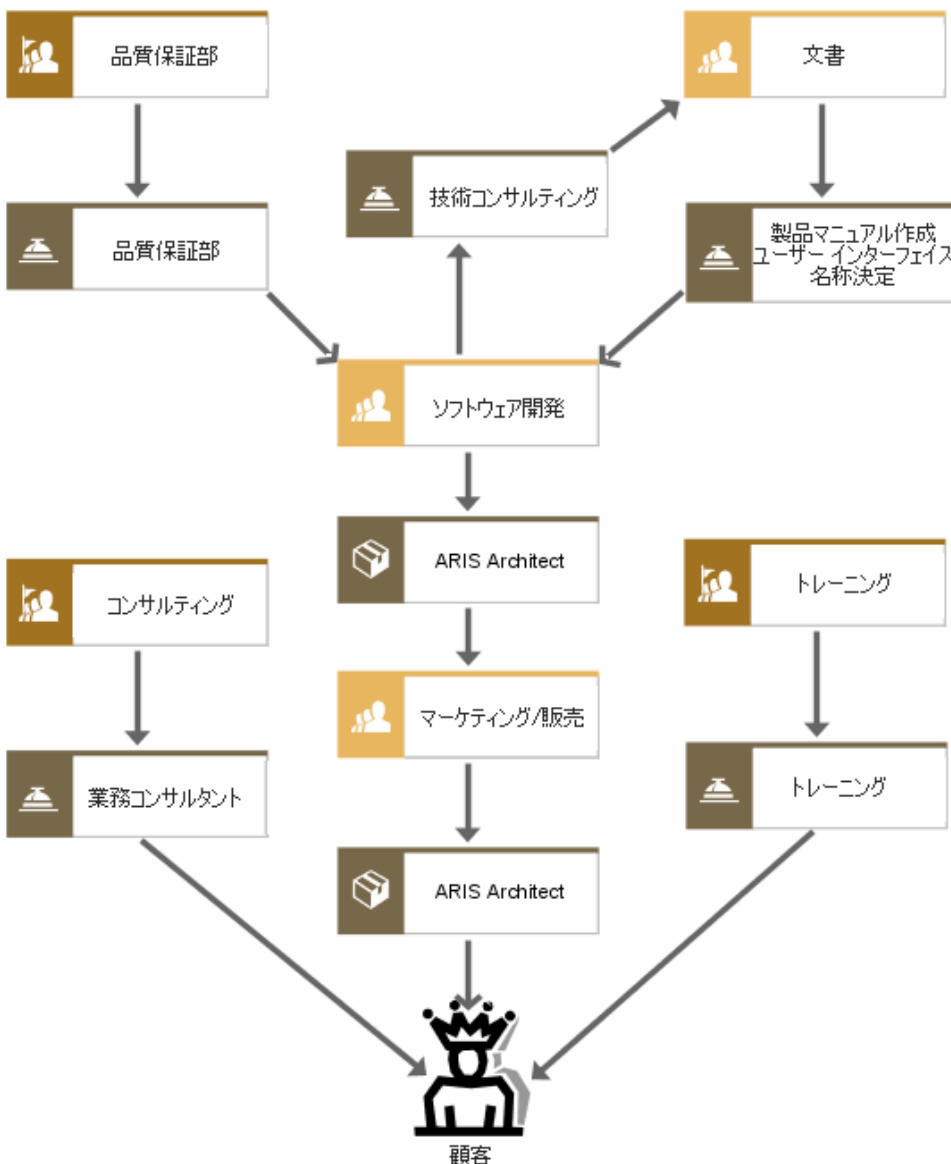 品質保証部
文書
技術コンサルティング
品質保証部
製品マニュアル作成
ユーザー インターフェイス
名称決定
ソフトウェア開発
ARIS Architect
トレーニング
コンサルティング
マーケティング/販売
業務コンサルタント
トレーニング
ARIS Architect
顧客